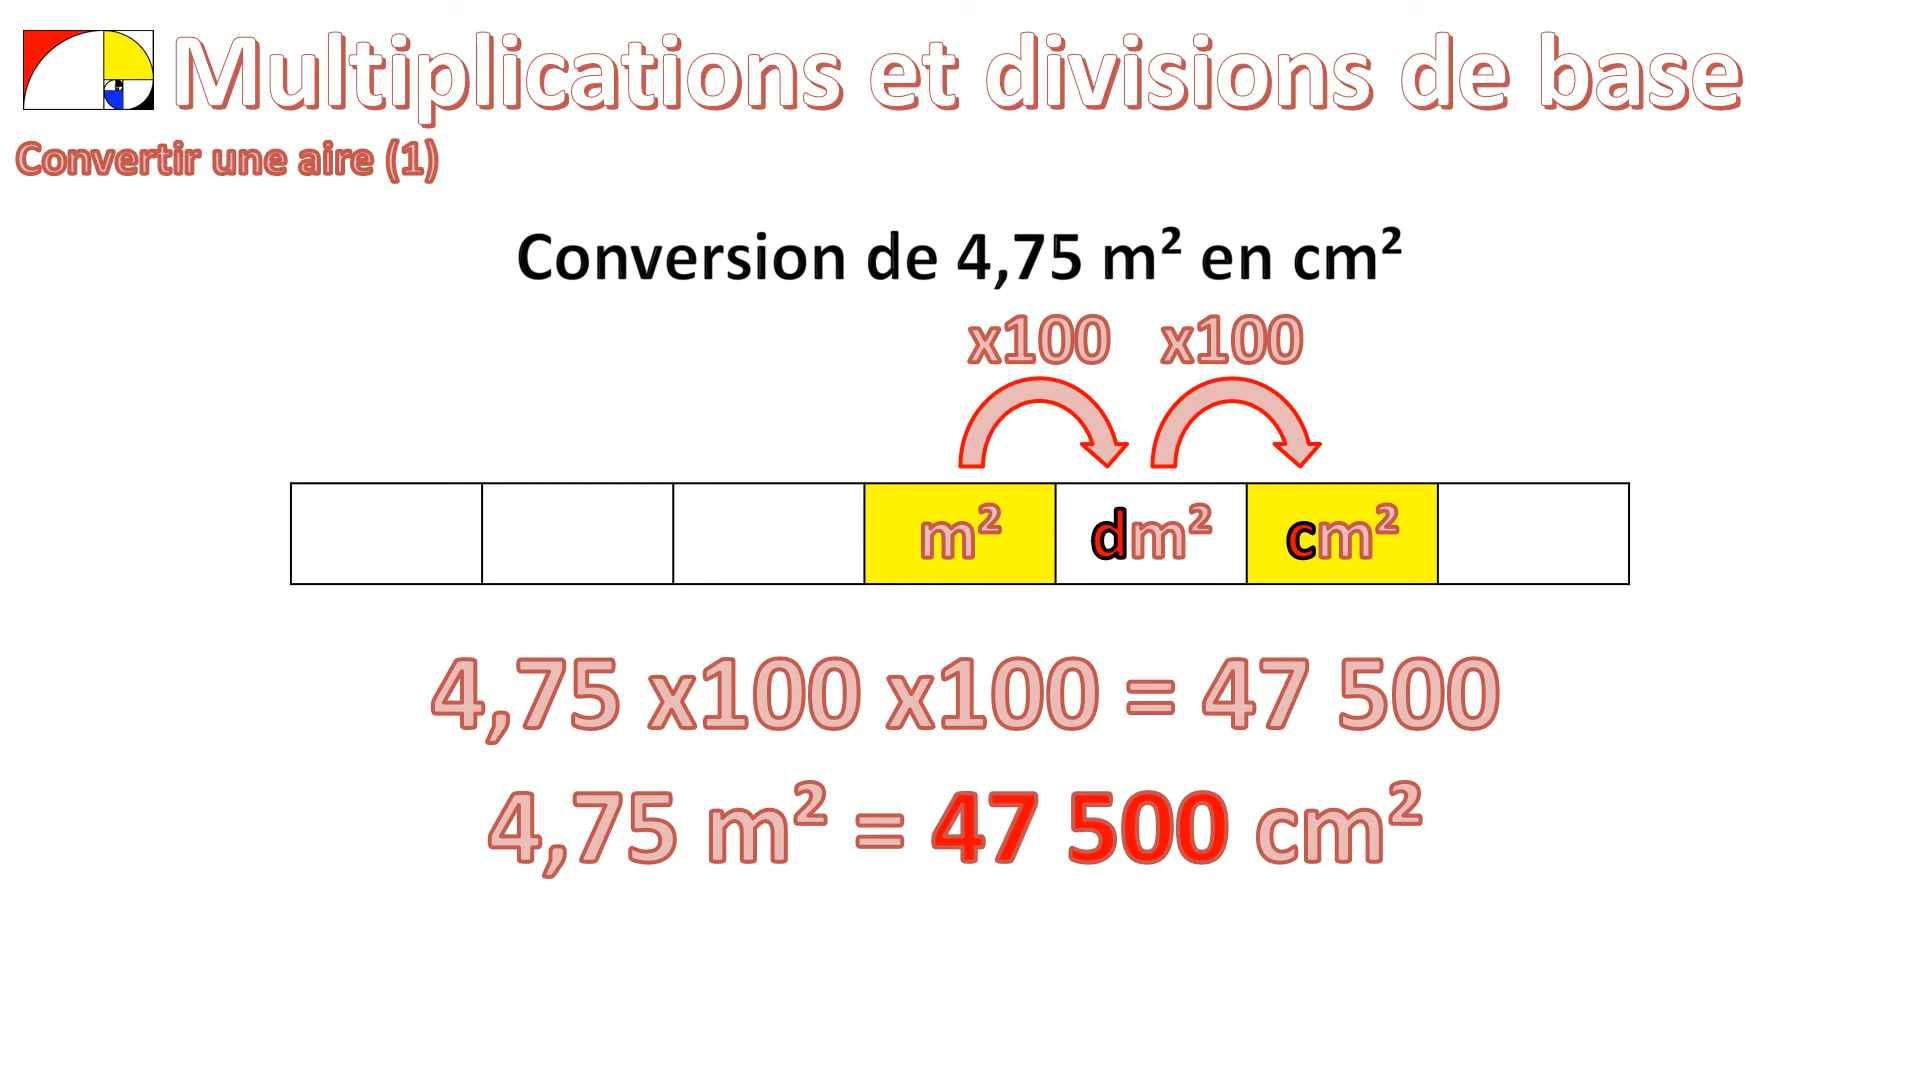 Multiplications et divisions de base
Convertir une aire (1)
Conversion de 4,75 m² en cm²
x100 x100
m² dm² cm²
4,75 x100 x100 = 47 500
4,75 m² = 47 500 cm²